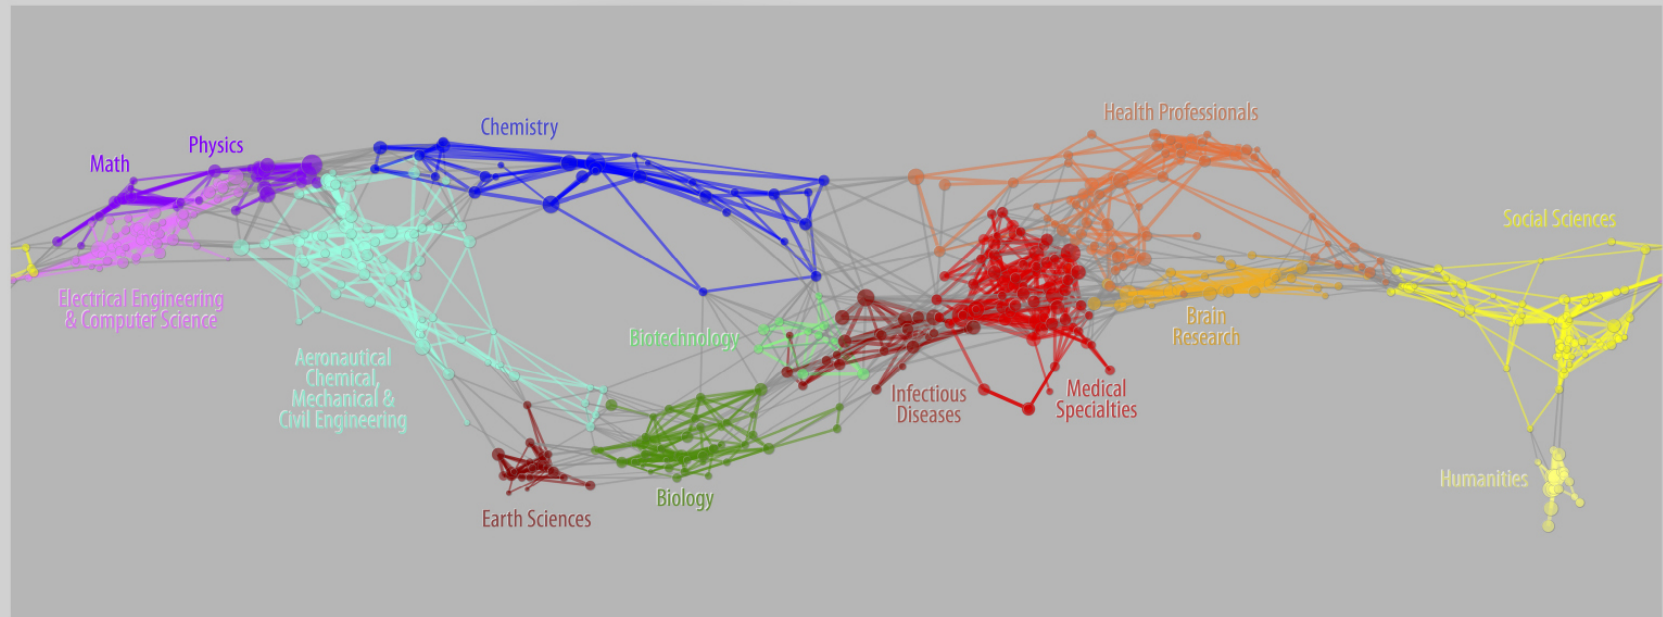 Math
Physics
Chemistry
Health Professionals
Social Sciences
Electrical Engineering
& Computer Science
Aeronautical
Chemical,
Mechanical &
Civil Engineering
Biotechnology
Brain
Research
Infectious
Diseases
Medical
Specialties
Earth Sciences
Biology
Humanities